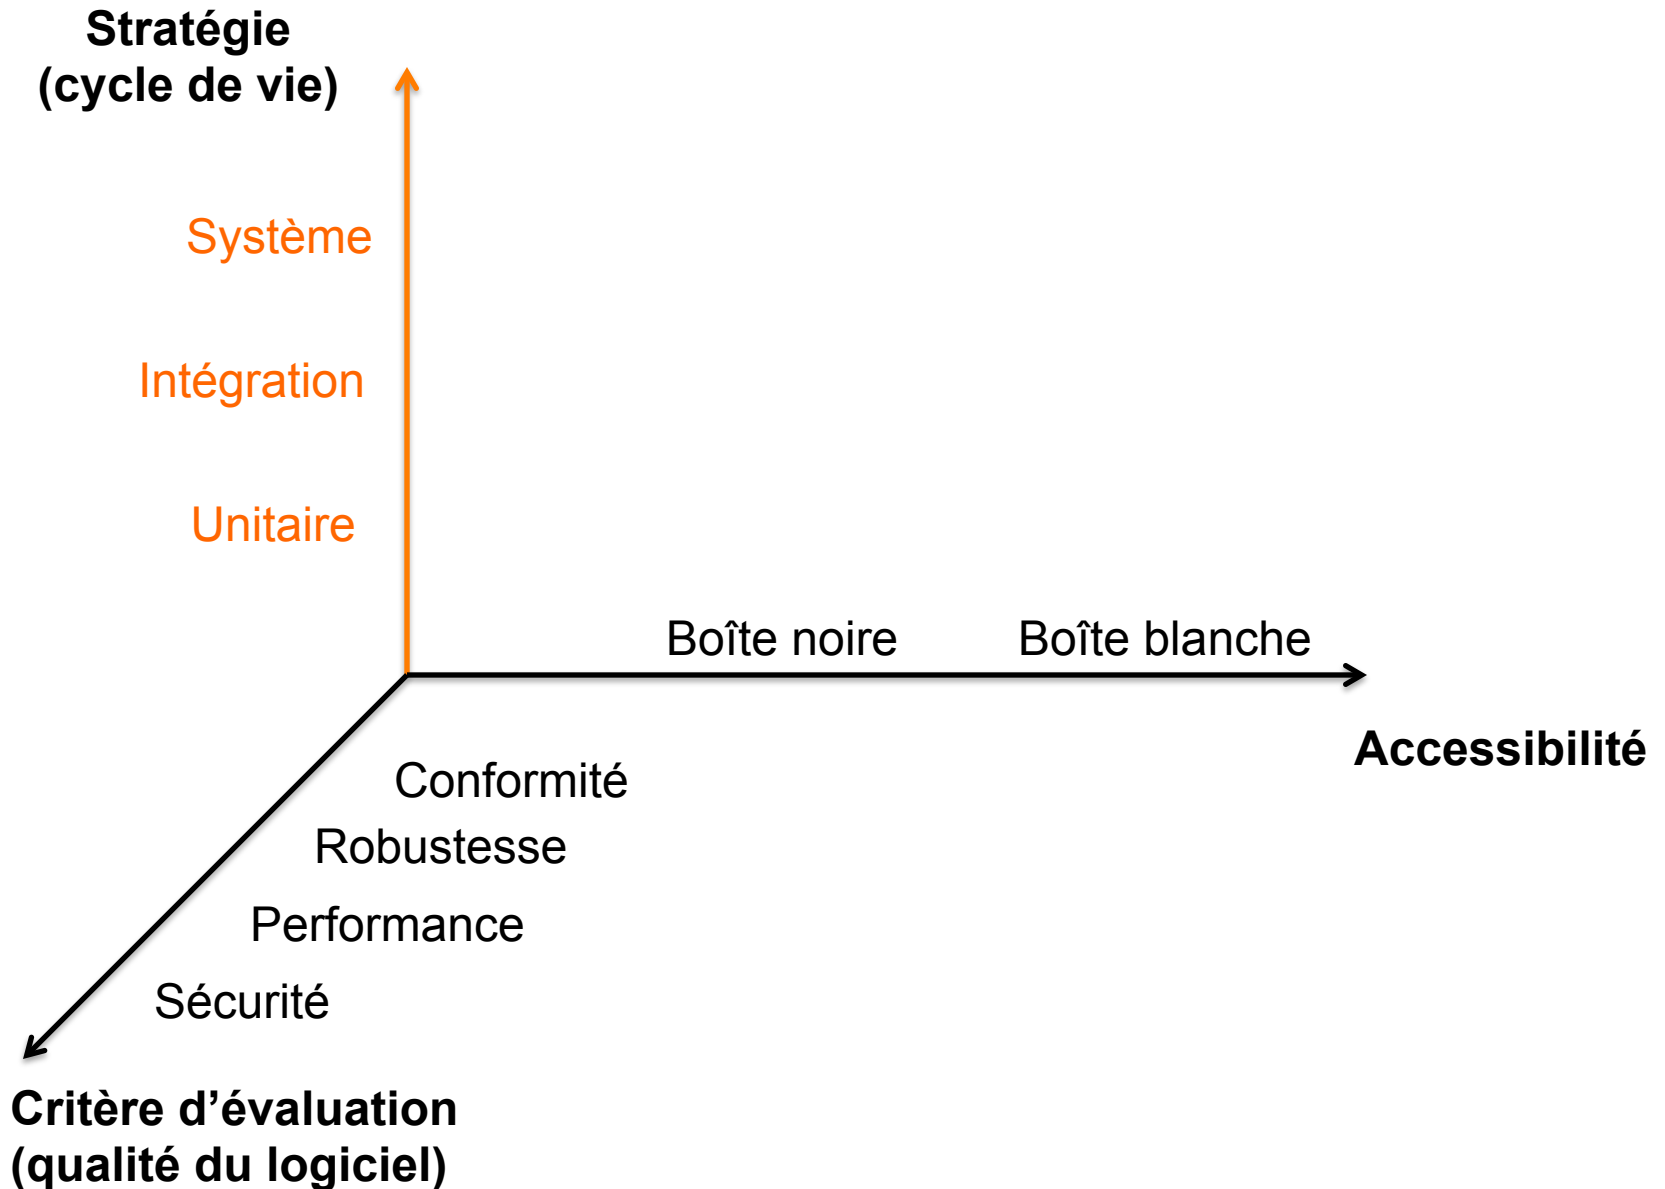 Stratégie
(cycle de vie)
Système
Intégration
Unitaire
Boîte noire
Boîte blanche
Accessibilité
Conformité
Robustesse
Performance
Sécurité
Critère d’évaluation
(qualité du logiciel)